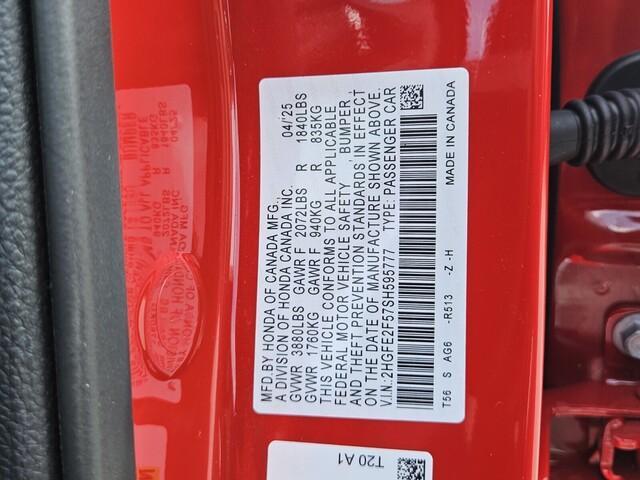 MFD.BY HONDA OF CANADA MFG.,
A DIVISION OF HONDA CANADA INC. 04/25
GVWR 3880LBS GAWR F 2072LBS R 1840LBS
GVWR 1760KG GAWR F 940KG R 835KG
THIS VEHICLE CONFORMS TO ALL APPLICABLE
FEDERAL MOTOR VEHICLE SAFETY, BUMPER,
AND THEFT PREVENTION STANDARDS IN EFFECT
ON THE DATE OF MANUFACTURE SHOWN ABOVE.
V.I.N.:2HGFE2F57SH595777 TYPE: PASSENGER CAR
T56 S AG6 -R513 -Z -H MADE IN CANADA
T20 A1